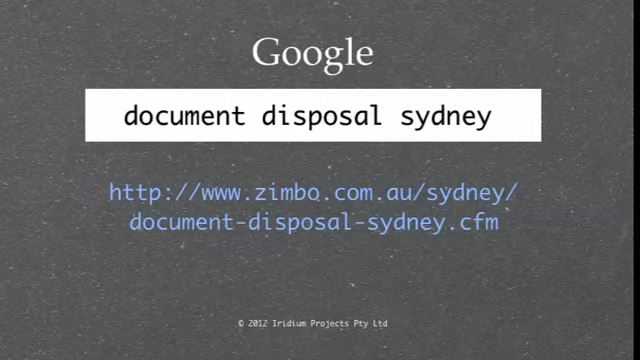 Google
document disposal sydney
http://www.zimbo.com.au/sydney/
document-disposal-sydney.cfm
© 2012 Iridium Projects Pty Ltd